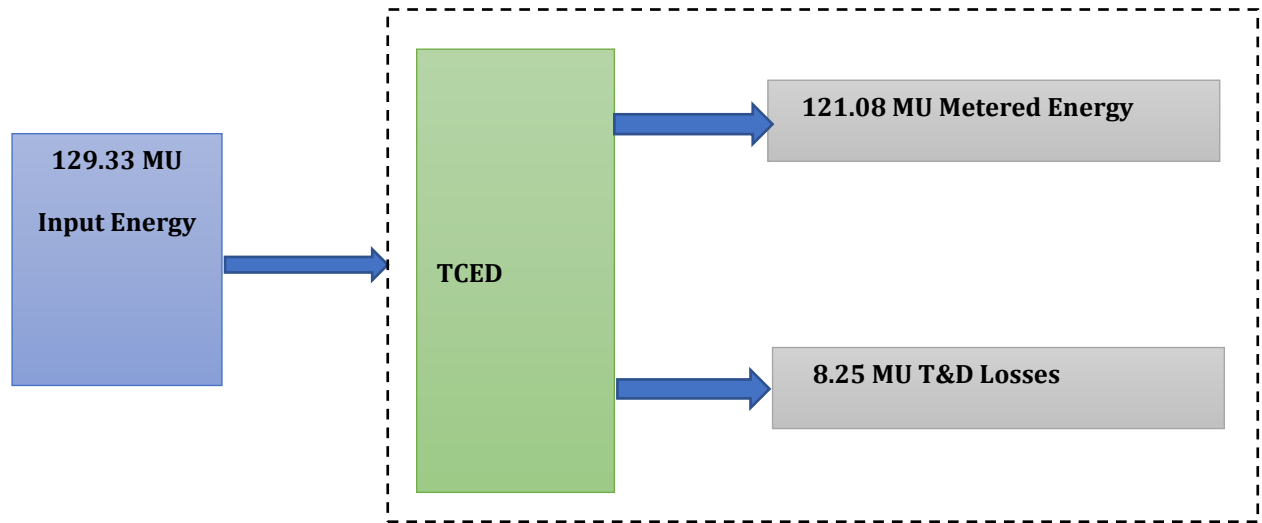 129.33 MU
Input Energy
TCED
121.08 MU Metered Energy
8.25 MU T&D Losses